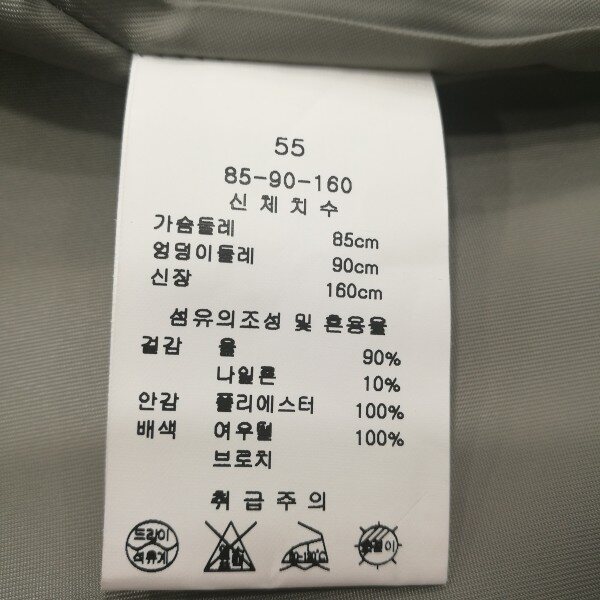 55
85-90-160
신체치수
가슴둘레 85cm
엉덩이둘레 90cm
신장 160cm
섬유의조성 및 혼용율
겉감 울 90%
나일론 10%
안감 폴리에스터 100%
배색 여우털 100%
브로치
취급주의
드라이
석유계